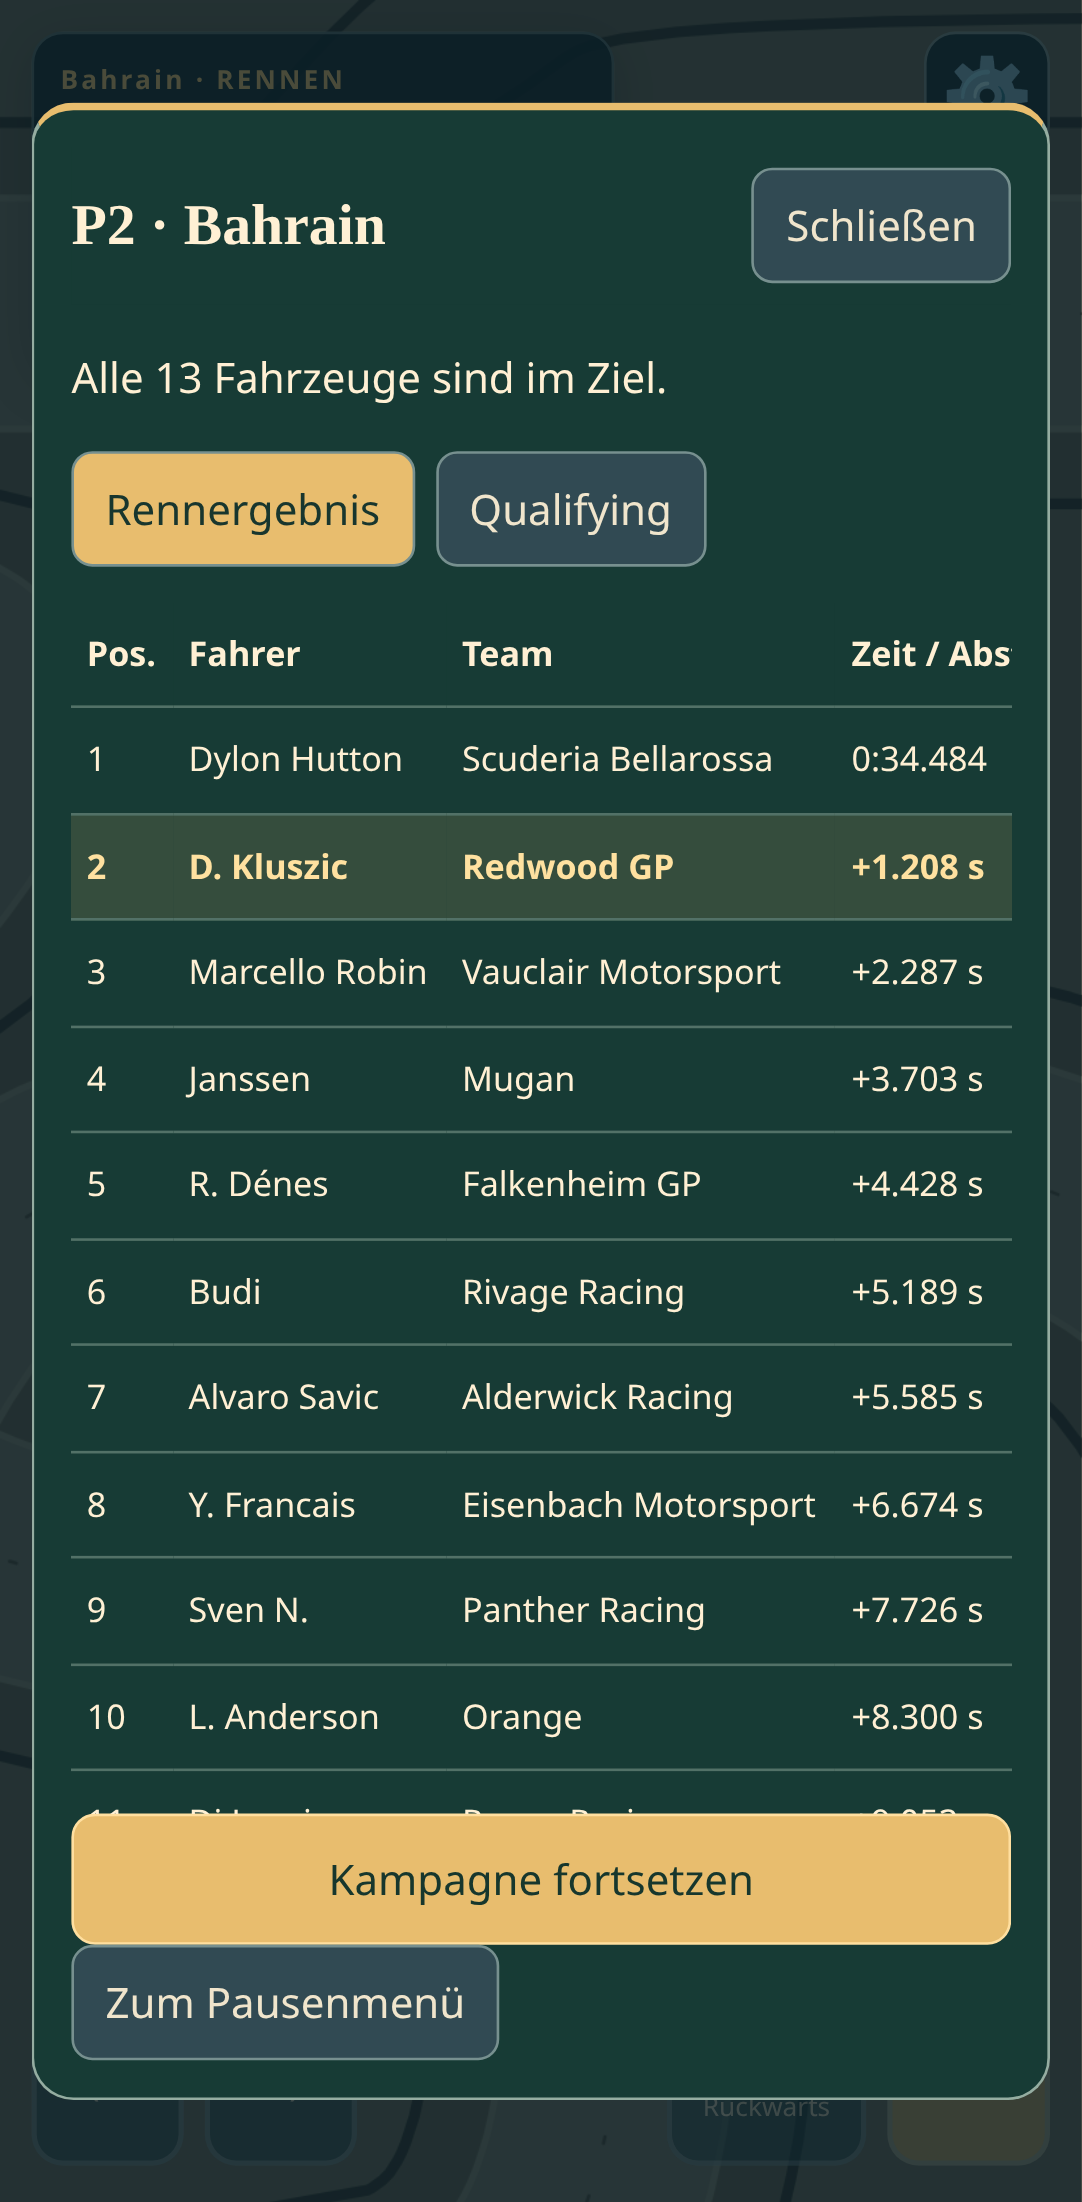 Bahrain · RENNEN
P2 · Bahrain
Schließen
Alle 13 Fahrzeuge sind im Ziel.
Rennergebnis Qualifying
Pos. Fahrer Team Zeit / Abs
1 Dylon Hutton Scuderia Bellarossa 0:34.484
2 D. Kluszic Redwood GP +1.208 s
3 Marcello Robin Vauclair Motorsport +2.287 s
4 Janssen Mugan +3.703 s
5 R. Dénes Falkenheim GP +4.428 s
6 Budi Rivage Racing +5.189 s
7 Alvaro Savic Alderwick Racing +5.585 s
8 Y. Francais Eisenbach Motorsport +6.674 s
9 Sven N. Panther Racing +7.726 s
10 L. Anderson Orange +8.300 s
11
Kampagne fortsetzen
Zum Pausenmenü
Rückwärts